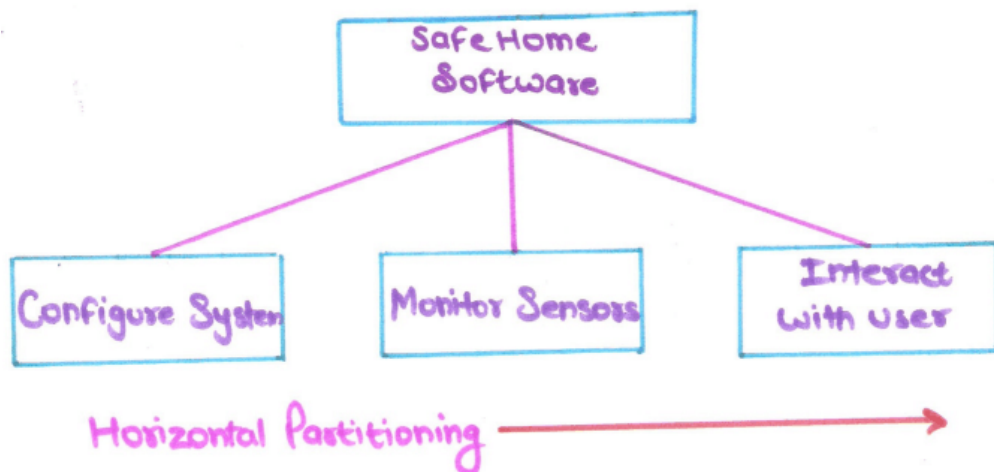 Safe Home
Software
Configure System
Monitor Sensors
Interact
with user
Horizontal Partitioning